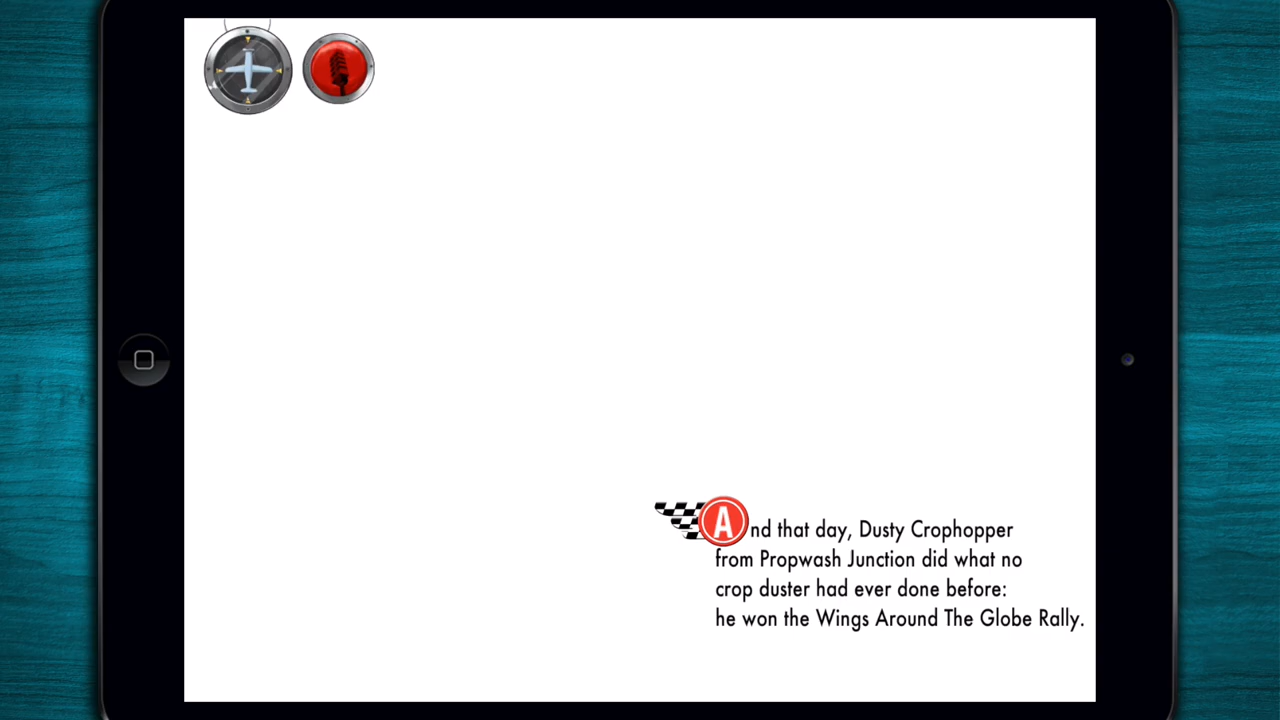 And that day, Dusty Crophopper
from Propwash Junction did what no
crop duster had ever done before:
he won the Wings Around The Globe Rally.